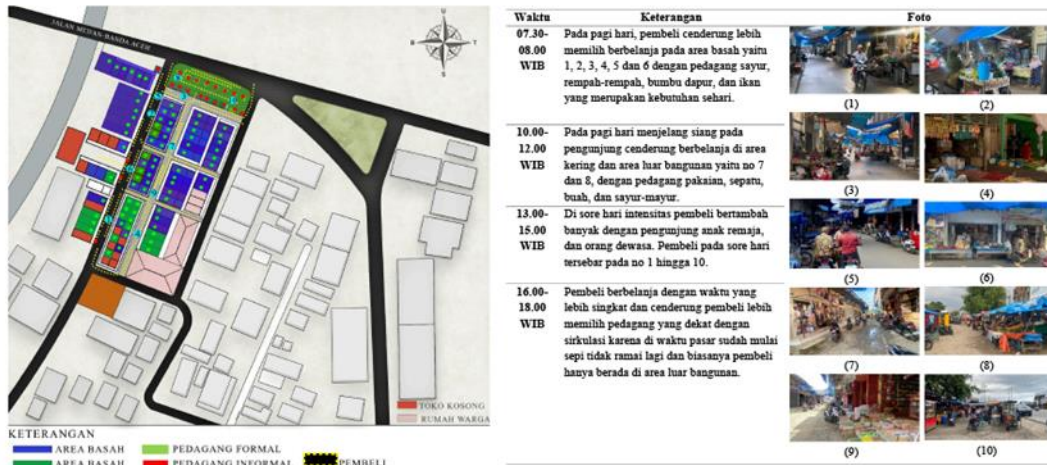 JALAN MEDAN-BANDA ACEH
U
B
T
S
TOKO KOSONG
RUMAH WARGA
KETERANGAN
AREA BASAH
PEDAGANG FORMAL
AREA BASAH
PEDAGANG INFORMAL
PEMBELI
Waktu Keterangan Foto
07.30-
08.00
WIB
Pada pagi hari, pembeli cenderung lebih
memilih berbelanja pada area basah yaitu
1, 2, 3, 4, 5 dan 6 dengan pedagang sayur,
rempah-rempah, bumbu dapur, dan ikan
yang merupakan kebutuhan sehari.
10.00-
12.00
WIB
Pada pagi hari menjelang siang pada
pengunjung cenderung berbelanja di area
kering dan area luar bangunan yaitu no 7
dan 8, dengan pedagang pakaian, sepatu,
buah, dan sayur-mayur.
13.00-
15.00
WIB
Di sore hari intensitas pembeli bertambah
banyak dengan pengunjung anak remaja,
dan orang dewasa. Pembeli pada sore hari
tersebar pada no 1 hingga 10.
16.00-
18.00
WIB
Pembeli berbelanja dengan waktu yang
lebih singkat dan cenderung pembeli lebih
memilih pedagang yang dekat dengan
sirkulasi karena di waktu pasar sudah mulai
sepi tidak ramai lagi dan biasanya pembeli
hanya berada di area luar bangunan.
(1) (2)
(3) (4)
(5) (6)
(7) (8)
(9) (10)